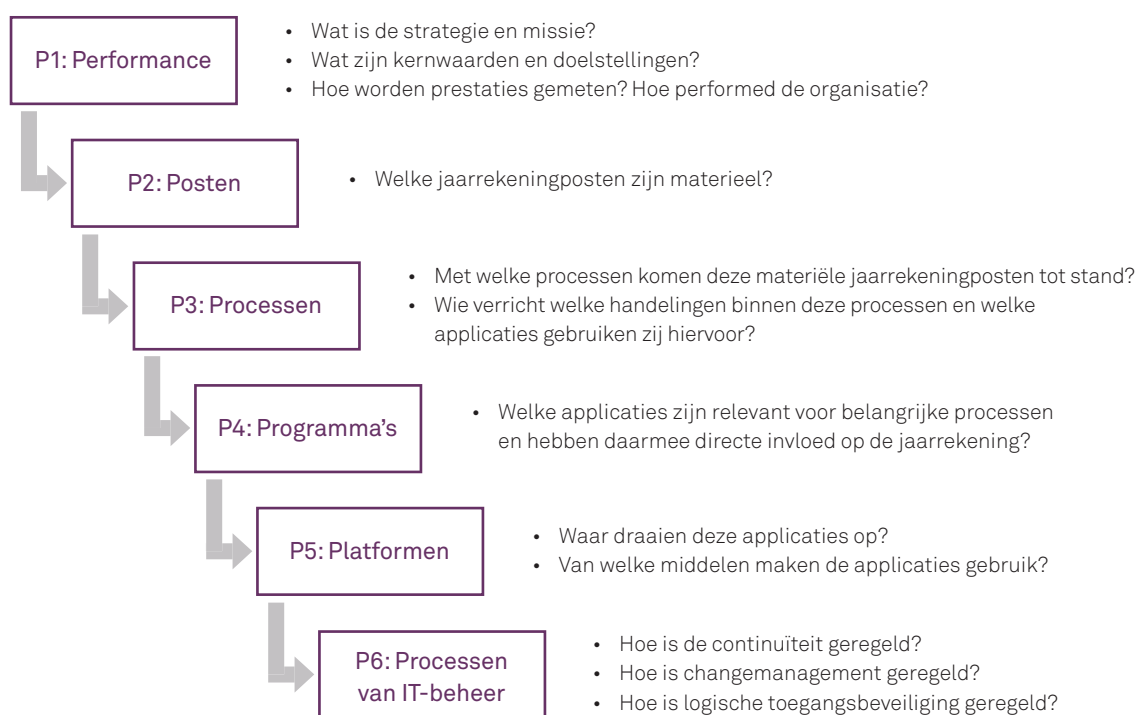 P1: Performance
• Wat is de strategie en missie?
• Wat zijn kernwaarden en doelstellingen?
• Hoe worden prestaties gemeten? Hoe performed de organisatie?
P2: Posten
• Welke jaarrekeningposten zijn materieel?
P3: Processen
• Met welke processen komen deze materiële jaarrekeningposten tot stand?
• Wie verricht welke handelingen binnen deze processen en welke
applicaties gebruiken zij hiervoor?
P4: Programma's
• Welke applicaties zijn relevant voor belangrijke processen
en hebben daarmee directe invloed op de jaarrekening?
P5: Platformen
• Waar draaien deze applicaties op?
• Van welke middelen maken de applicaties gebruik?
P6: Processen
van IT-beheer
• Hoe is de continuïteit geregeld?
• Hoe is changemanagement geregeld?
• Hoe is logische toegangsbeveiliging geregeld?